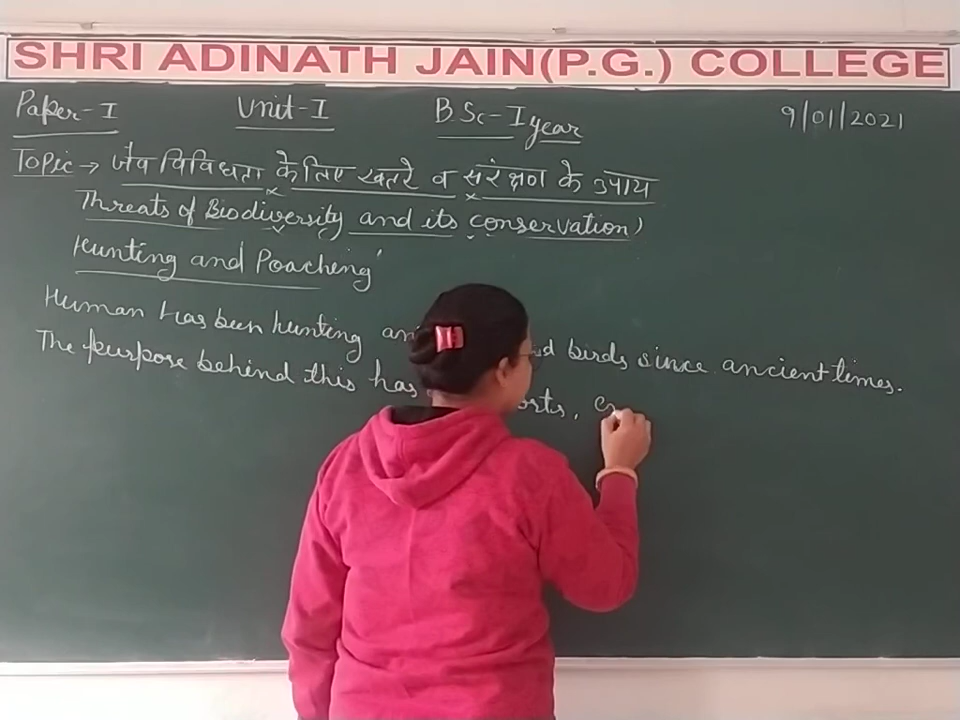 SHRI ADINATH JAIN(P.G.) COLLEGE
Paper-I Unit-I B.Sc-I year 9/01/2021
Topic → जैव विविधता के लिए खतरे व संरक्षण के उपाय
Threats of Biodiversity and its conservation)
Hunting and Poaching'
Human has been hunting and birds since ancient times.
The purpose behind this has